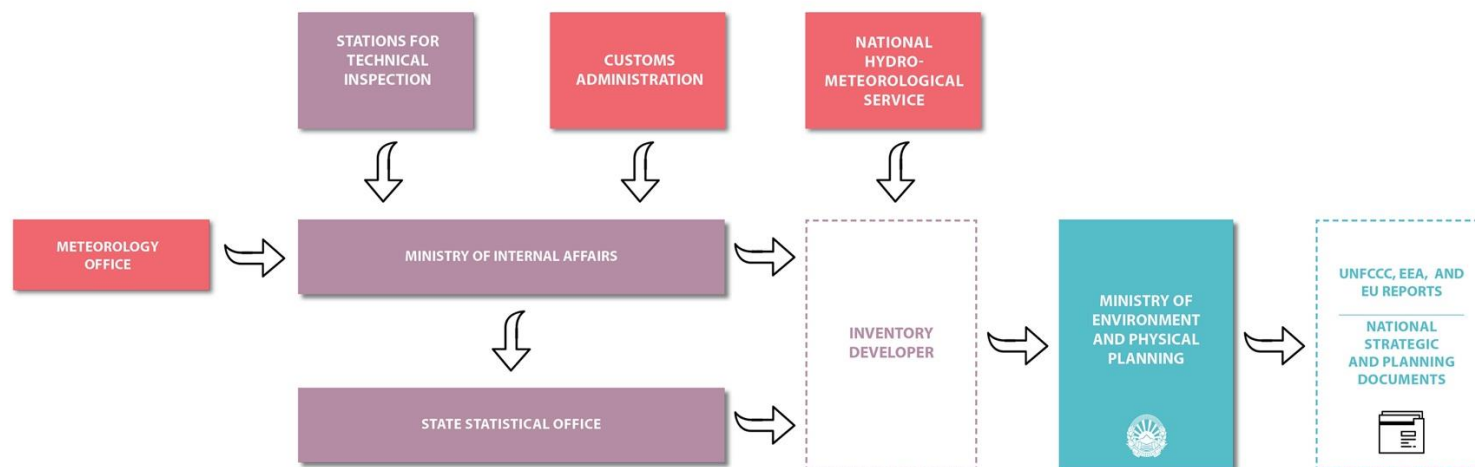 STATIONS FOR
TECHNICAL
INSPECTION
CUSTOMS
ADMINISTRATION
NATIONAL
HYDRO-
METEOROLOGICAL
SERVICE
METEOROLOGY
OFFICE
MINISTRY OF INTERNAL AFFAIRS
INVENTORY
DEVELOPER
MINISTRY OF
ENVIRONMENT
AND PHYSICAL
PLANNING
UNFCCC, EEA, AND
EU REPORTS
NATIONAL
STRATEGIC
AND PLANNING
DOCUMENTS
STATE STATISTICAL OFFICE